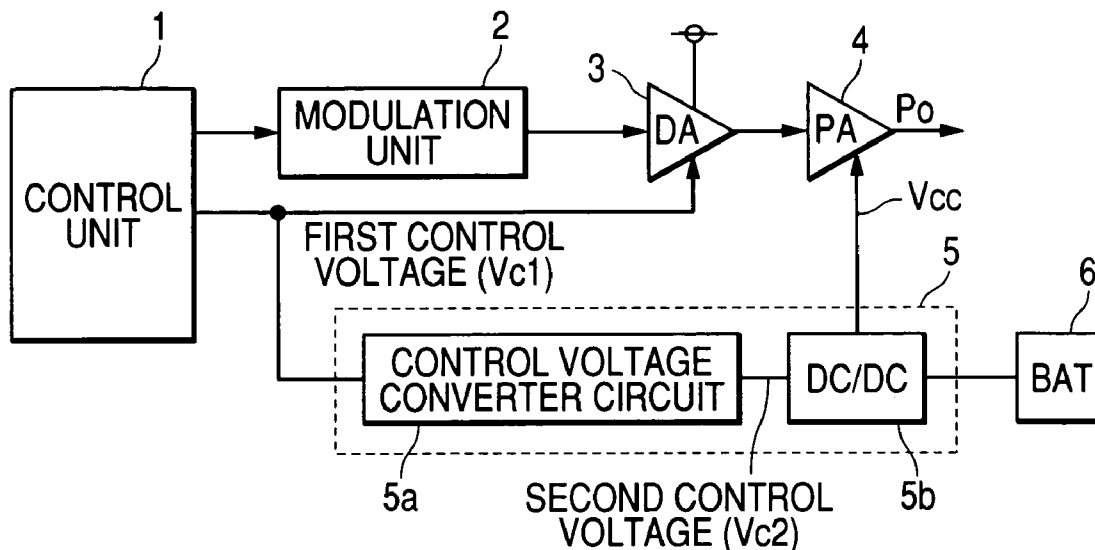 1
2
3
4
CONTROL
UNIT
MODULATION
UNIT
DA
PA
Po
Vcc
FIRST CONTROL
VOLTAGE (Vc1)
5
6
CONTROL VOLTAGE
CONVERTER CIRCUIT
DC/DC
BAT
5a
SECOND CONTROL
VOLTAGE (Vc2)
5b